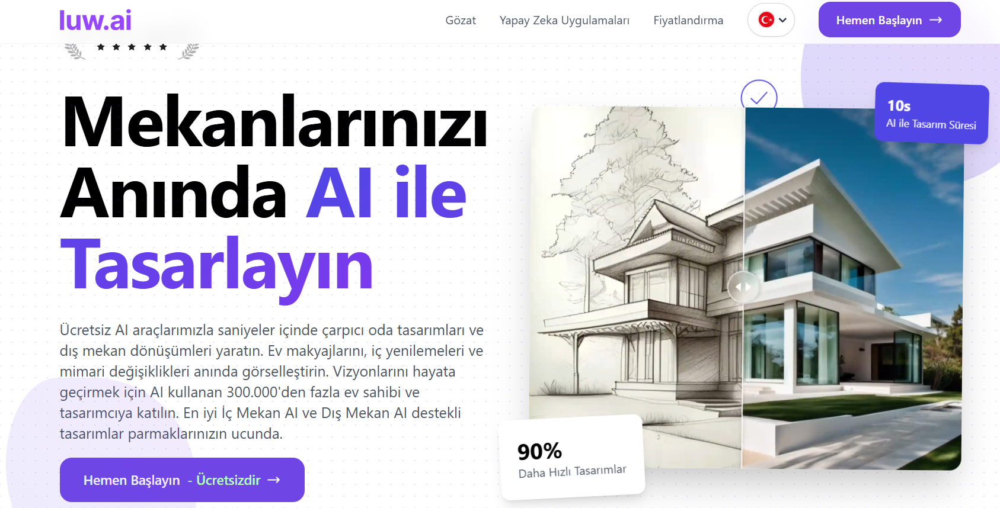 luw.ai
Gözat
Yapay Zeka Uygulamaları
Fiyatlandırma
Hemen Başlayın
Mekanlarınızı
Anında AI ile
Tasarlayın
Ücretsiz AI araçlarımızla saniyeler içinde çarpıcı oda tasarımları ve
dış mekan dönüşümleri yaratın. Ev makyajlarını, iç yenilemeleri ve
mimari değişiklikleri anında görselleştirin. Vizyonlarını hayata
geçirmek için AI kullanan 300.000'den fazla ev sahibi ve
tasarımcıya katılın. En iyi İç Mekan AI ve Dış Mekan AI destekli
tasarımlar parmaklarınızın ucunda.
Hemen Başlayın - Ücretsizdir
10s
AI ile Tasarım Süresi
90%
Daha Hızlı Tasarımlar